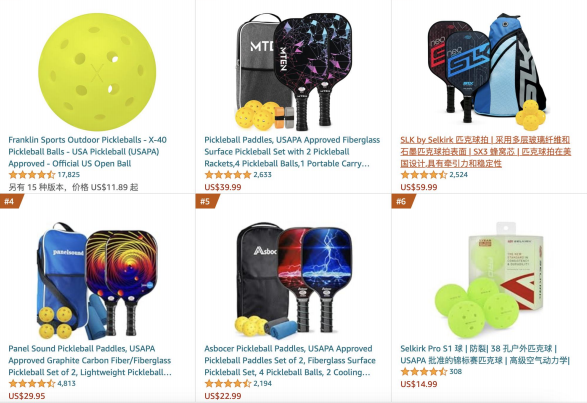 MTEN
neo
SLK
neo
SLK
SLK
X
Franklin Sports Outdoor Pickleballs - X-40
Pickleball Balls - USA Pickleball (USAPA)
Approved - Official US Open Ball
17,825
另有 15 种版本，价格 US$11.89 起
Pickleball Paddles, USAPA Approved Fiberglass
Surface Pickleball Set with 2 Pickleball
Rackets,4 Pickleball Balls,1 Portable Carry…
2,633
US$39.99
SLK by Selkirk 匹克球拍 | 采用多层玻璃纤维和
石墨匹克球拍表面 | SX3 蜂窝芯 | 匹克球拍在美
国设计,具有牵引力和稳定性
2,524
US$59.99
#4
#5
#6
panelsound
Asboc
Panel Sound Pickleball Paddles, USAPA
Approved Graphite Carbon Fiber/Fiberglass
Pickleball Paddle Set of 2, Lightweight Pickleball…
4,813
US$29.95
Asbocer Pickleball Paddles, USAPA Approved
Pickleball Paddles Set of 2, Fiberglass Surface
Pickleball Set, 4 Pickleball Balls, 2 Cooling…
2,194
US$22.99
Selkirk Pro S1 球 | 防裂| 38 孔户外匹克球 |
USAPA 批准的锦标赛匹克球 | 高级空气动力学|
308
US$14.99